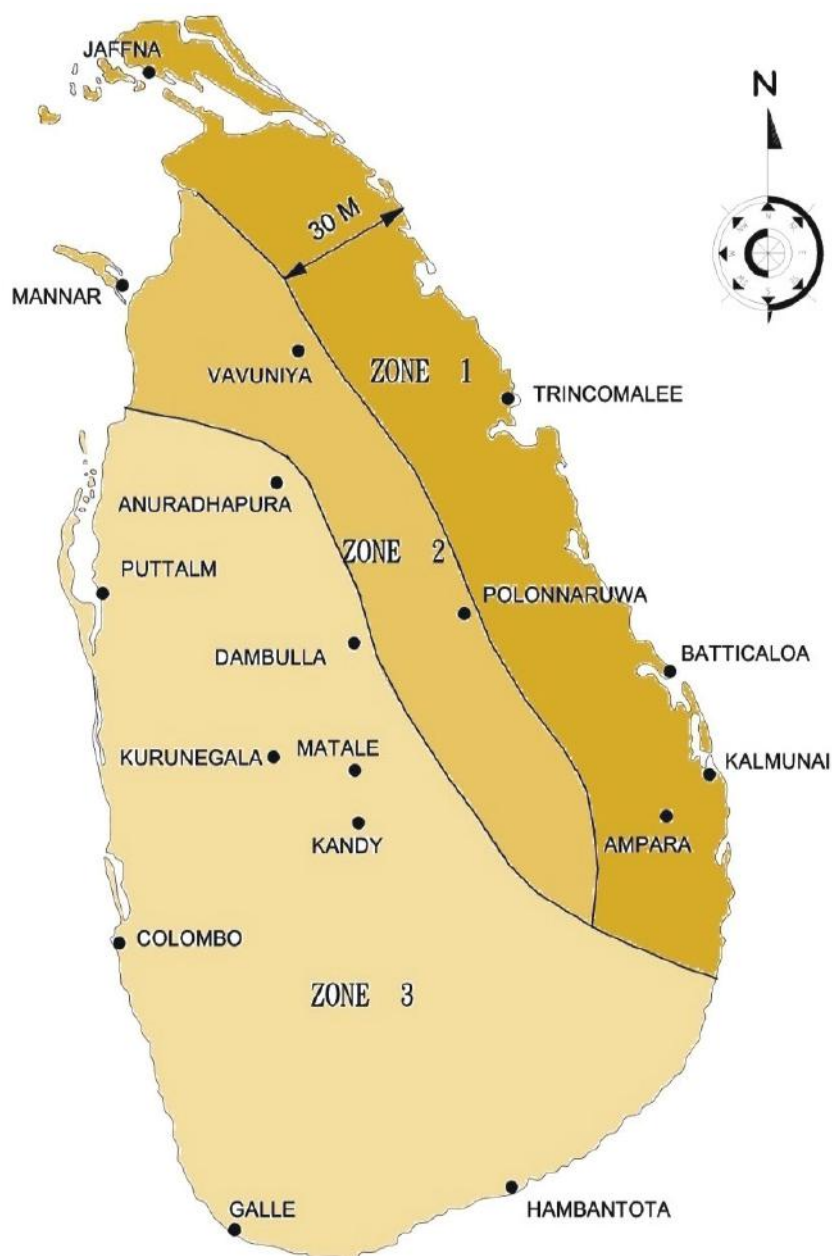 JAFFNA
N
30 M
MANNAR
VAVUNIYA
ZONE 1
TRINCOMALEE
ANURADHAPURA
ZONE 2
PUTTALM
POLONNARUWA
DAMBULLA
BATTICALOA
KURUNEGALA
MATALE
KALMUNAI
KANDY
AMPARA
COLOMBO
ZONE 3
GALLE
HAMBANTOTA